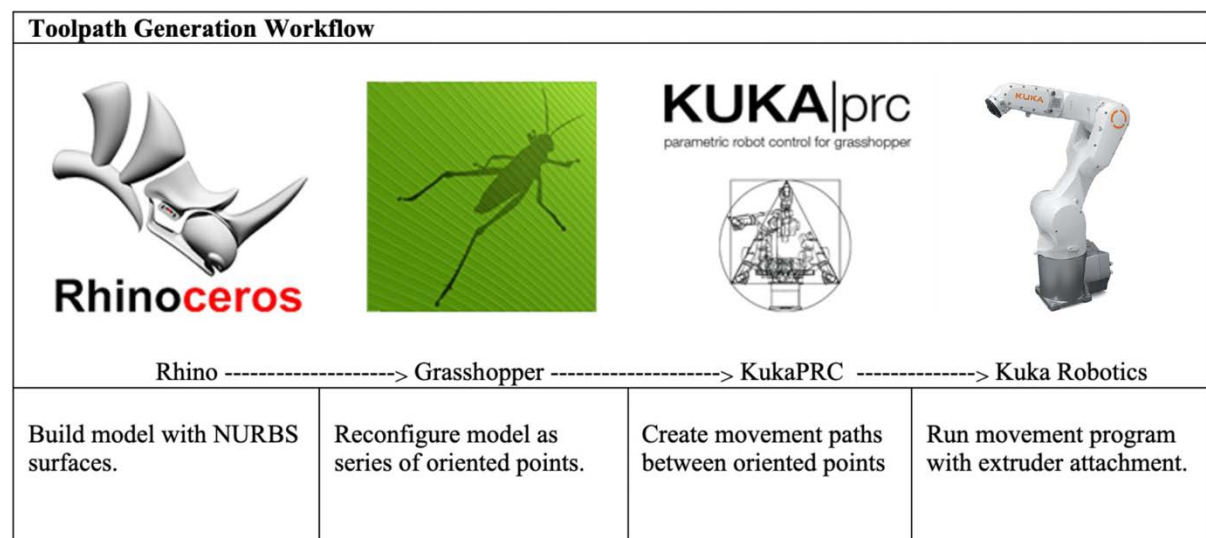 Toolpath Generation Workflow
Rhinoceros
KUKA|prc
parametric robot control for grasshopper
KUKA
Rhino --------------------> Grasshopper --------------------> KukaPRC --------------> Kuka Robotics
Build model with NURBS
surfaces.
Reconfigure model as
series of oriented points.
Create movement paths
between oriented points
Run movement program
with extruder attachment.